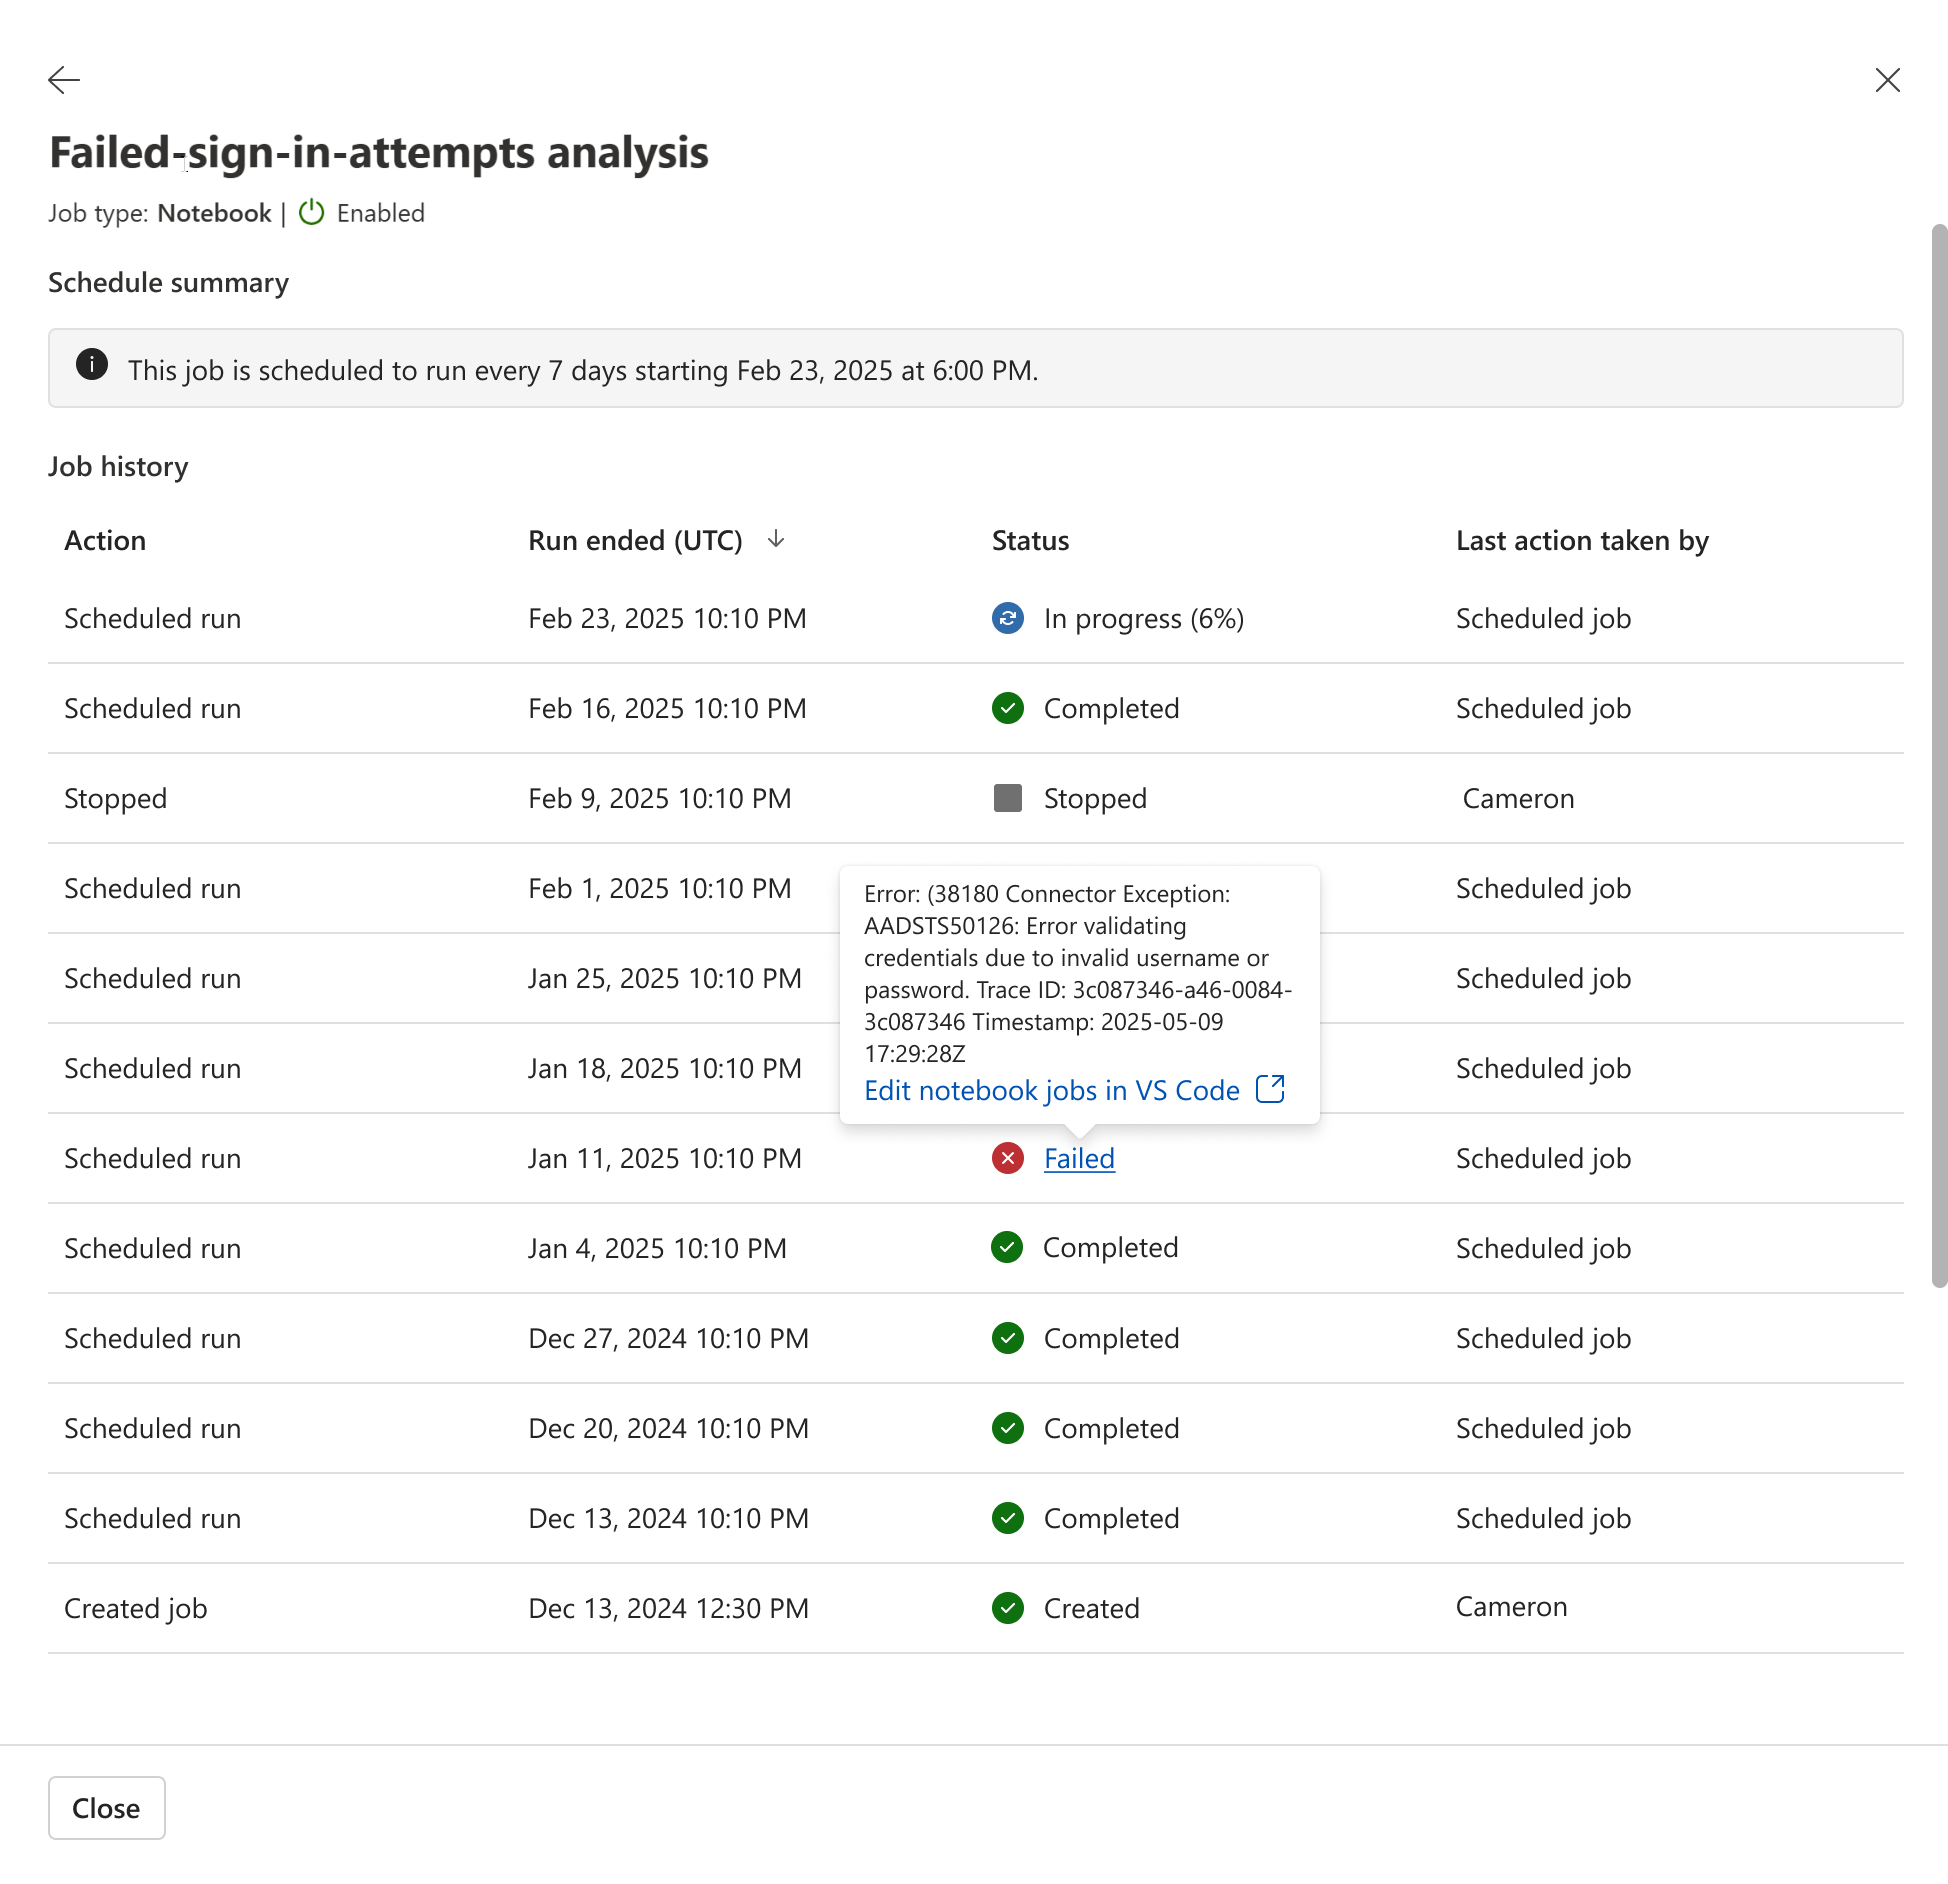 Failed-sign-in-attempts analysis
Job type: Notebook | Enabled
Schedule summary
This job is scheduled to run every 7 days starting Feb 23, 2025 at 6:00 PM.
Job history
Action Run ended (UTC) Status Last action taken by
Scheduled run Feb 23, 2025 10:10 PM In progress (6%) Scheduled job
Scheduled run Feb 16, 2025 10:10 PM Completed Scheduled job
Stopped Feb 9, 2025 10:10 PM Stopped Cameron
Scheduled run Feb 1, 2025 10:10 PM Scheduled job
Scheduled run Jan 25, 2025 10:10 PM Scheduled job
Scheduled run Jan 18, 2025 10:10 PM Scheduled job
Error: (38180 Connector Exception:
AADSTS50126: Error validating
credentials due to invalid username or
password. Trace ID: 3c087346-a46-0084-
3c087346 Timestamp: 2025-05-09
17:29:28Z
Edit notebook jobs in VS Code
Scheduled run Jan 11, 2025 10:10 PM Failed Scheduled job
Scheduled run Jan 4, 2025 10:10 PM Completed Scheduled job
Scheduled run Dec 27, 2024 10:10 PM Completed Scheduled job
Scheduled run Dec 20, 2024 10:10 PM Completed Scheduled job
Scheduled run Dec 13, 2024 10:10 PM Completed Scheduled job
Created job Dec 13, 2024 12:30 PM Created Cameron
Close